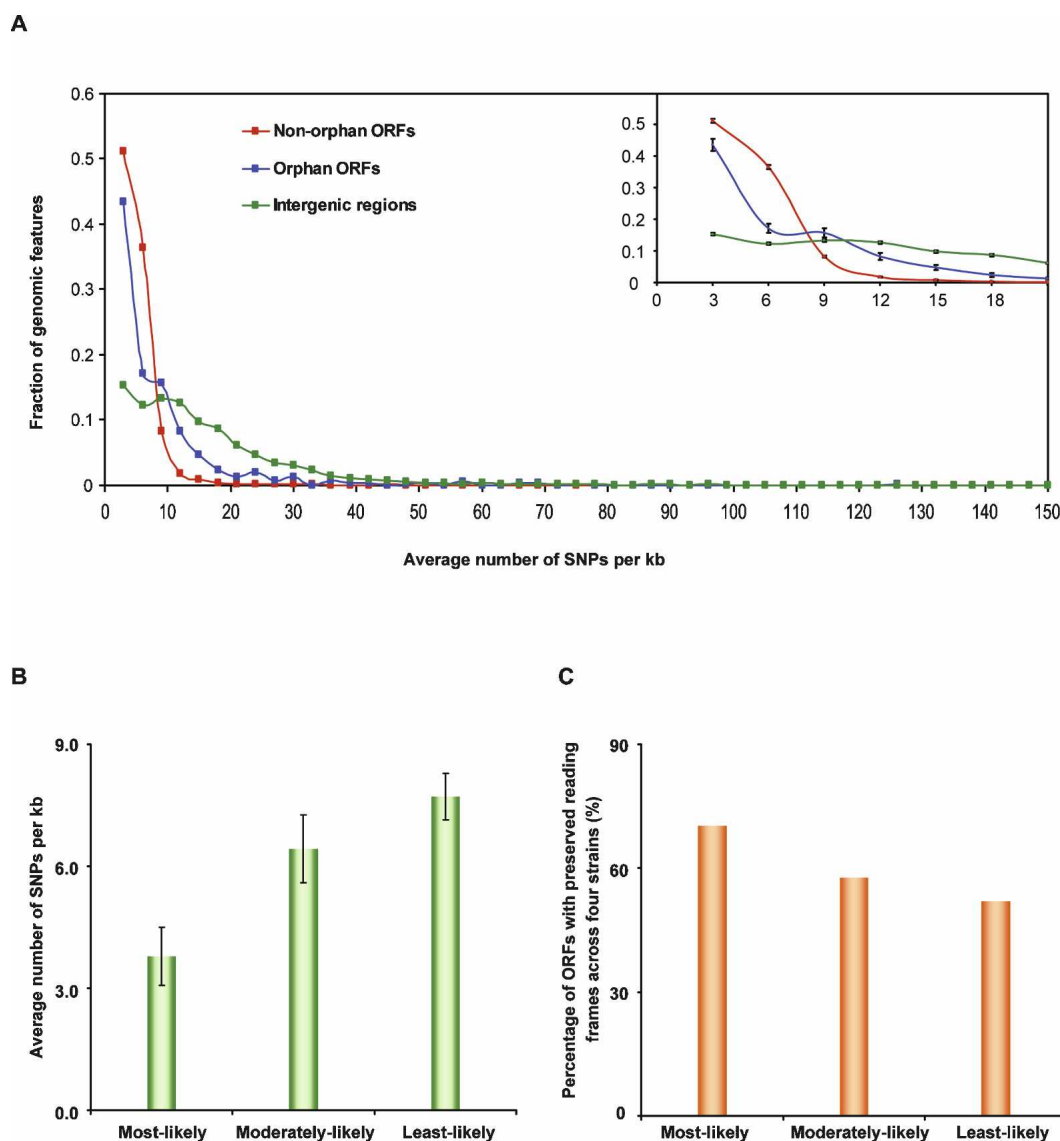 A
Fraction of genomic features
0.6
0.5
0.4
0.3
0.2
0.1
0
Non-orphan ORFs
Orphan ORFs
Intergenic regions
0.5
0.4
0.3
0.2
0.1
0
0 3 6 9 12 15 18
0 10 20 30 40 50 60 70 80 90 100 110 120 130 140 150
Average number of SNPs per kb
B
Average number of SNPs per kb
9.0
6.0
3.0
0.0
Most-likely Moderately-likely Least-likely
C
Percentage of ORFs with preserved reading
frames across four strains (%)
90
60
30
0
Most-likely Moderately-likely Least-likely